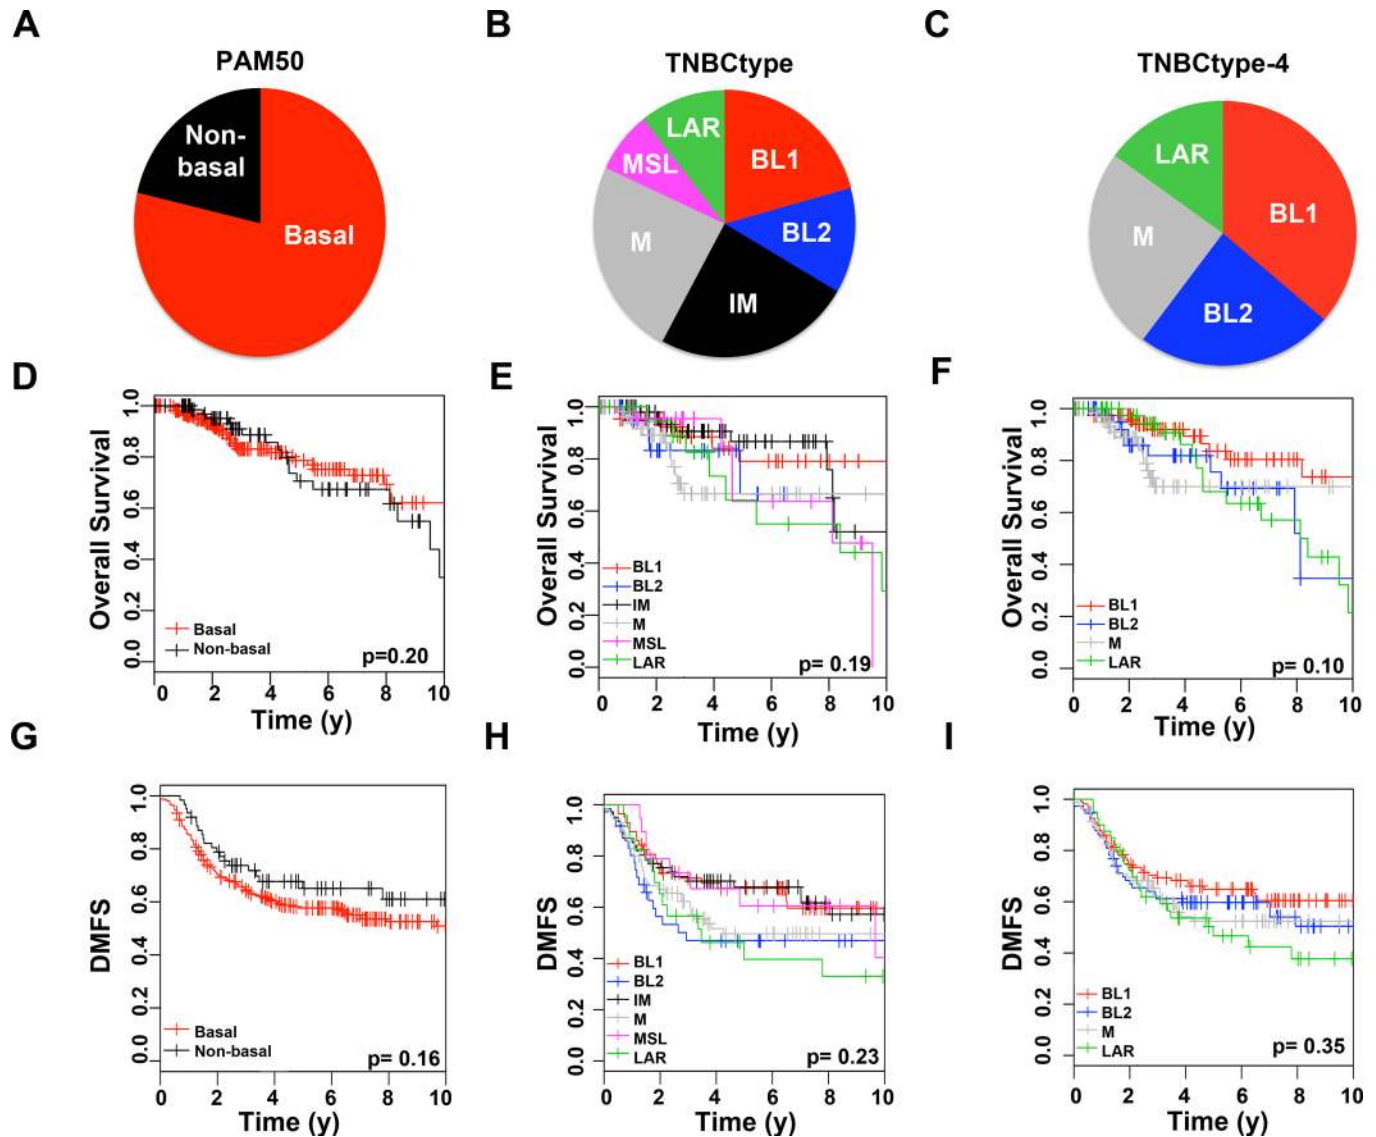 A
B
C
PAM50
TNBCtype
TNBCtype-4
Non-
basal
Basal
LAR
MSL
BL1
M
BL2
IM
LAR
BL1
M
BL2
D
E
F
Overall Survival
1.0
0.8
0.6
0.4
0.2
0.0
Basal
Non-basal
p=0.20
0 2 4 6 8 10
Time (y)
Overall Survival
1.0
0.8
0.6
0.4
0.2
0.0
BL1
BL2
IM
M
MSL
LAR
p= 0.19
0 2 4 6 8 10
Time (y)
Overall Survival
1.0
0.8
0.6
0.4
0.2
0.0
BL1
BL2
M
LAR
p= 0.10
0 2 4 6 8 10
Time (y)
G
H
I
DMFS
1.0
0.8
0.6
0.4
0.2
0.0
Basal
Non-basal
p= 0.16
0 2 4 6 8 10
Time (y)
DMFS
1.0
0.8
0.6
0.4
0.2
0.0
BL1
BL2
IM
M
MSL
LAR
p= 0.23
0 2 4 6 8 10
Time (y)
DMFS
1.0
0.8
0.6
0.4
0.2
0.0
BL1
BL2
M
LAR
p= 0.35
0 2 4 6 8 10
Time (y)